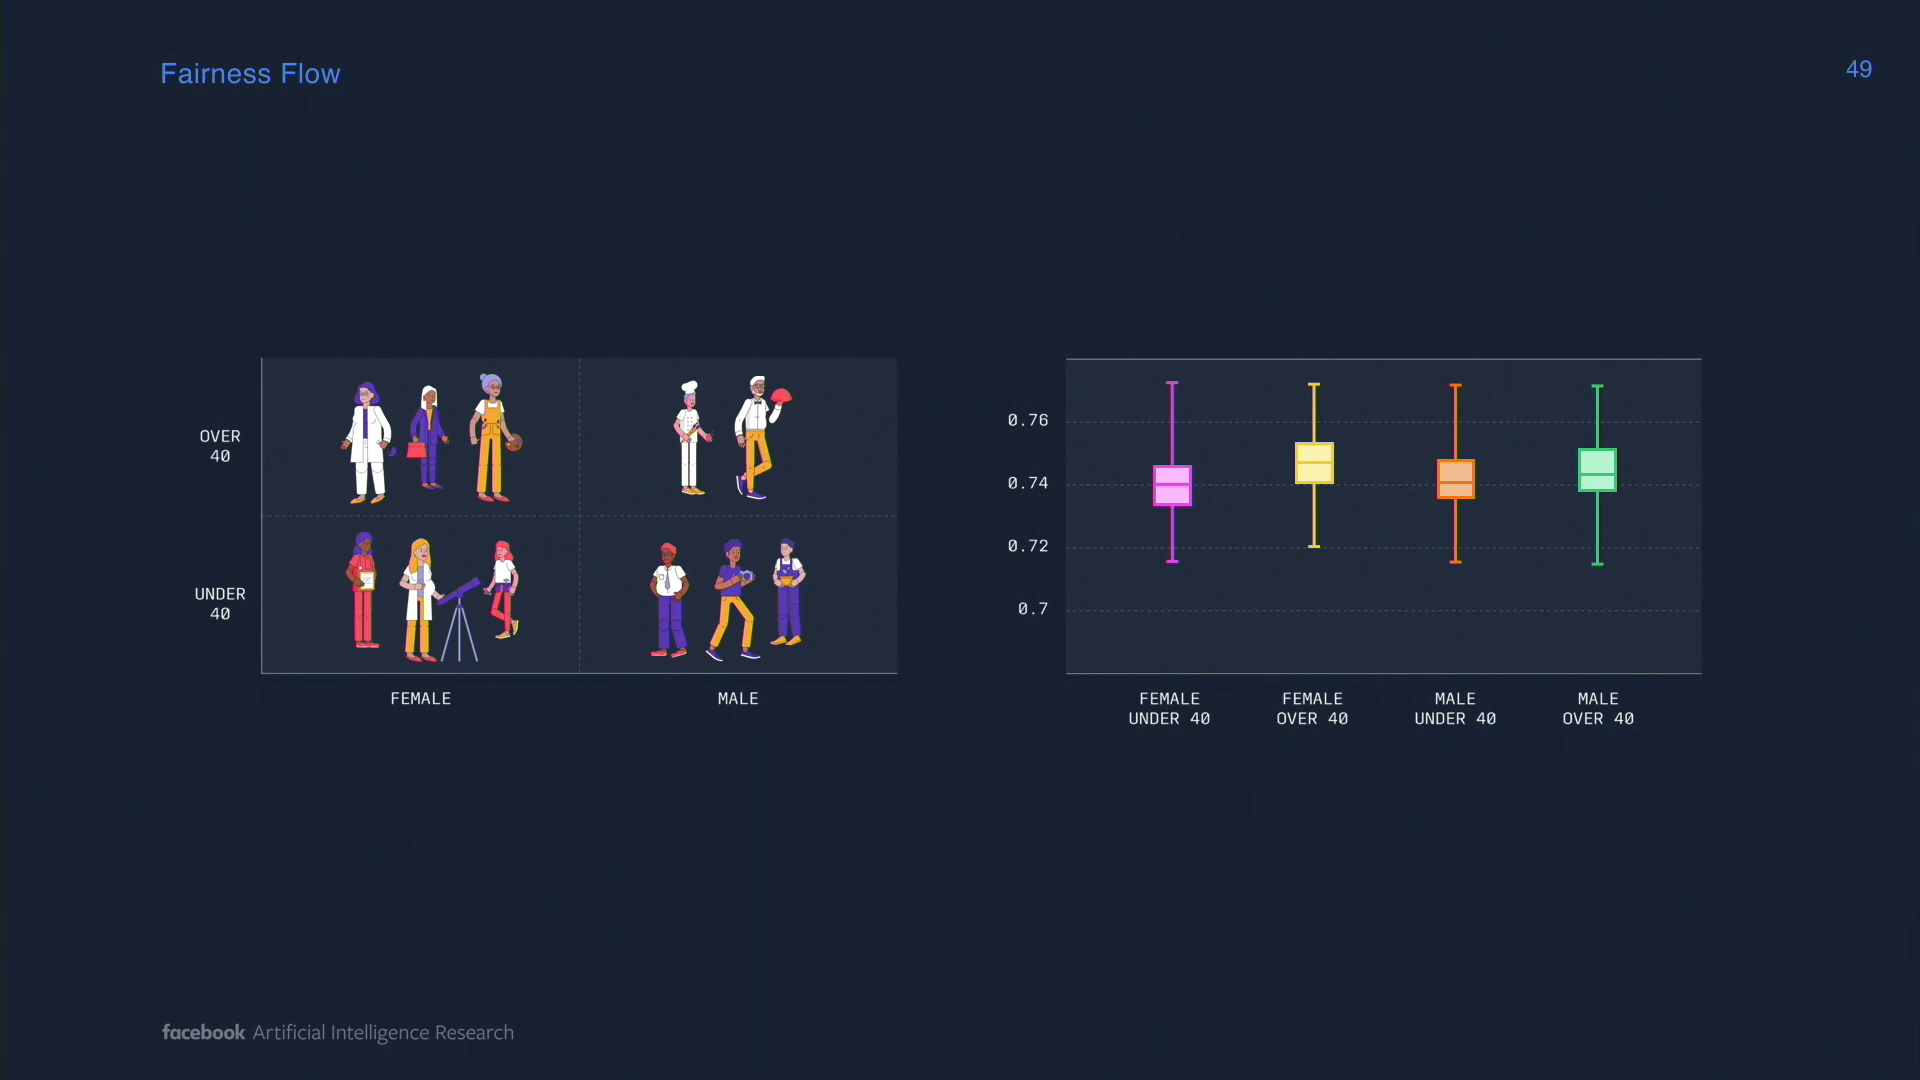 Fairness Flow
49
OVER
40
UNDER
40
FEMALE
MALE
0.76
0.74
0.72
0.7
FEMALE
UNDER 40
FEMALE
OVER 40
MALE
UNDER 40
MALE
OVER 40
facebook Artificial Intelligence Research